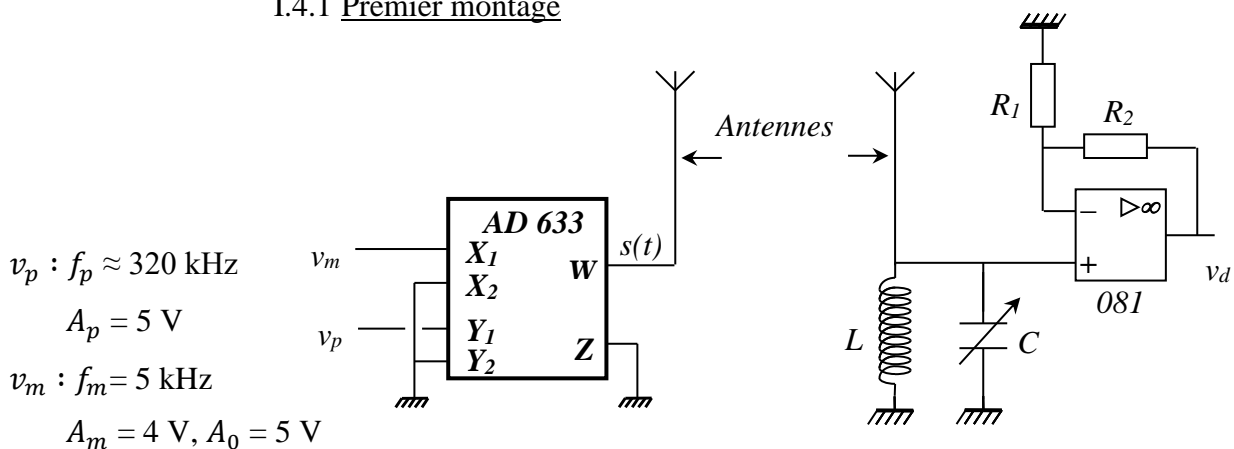 I.4.1 Premier montage
Antennes
R1
R2
AD 633
X1
X2
Y1
Y2
W
Z
s(t)
vm
vp
vp : fp ≈ 320 kHz
Ap = 5 V
vm : fm= 5 kHz
Am = 4 V, A0 = 5 V
L
C
− ▷∞
+
081
vd